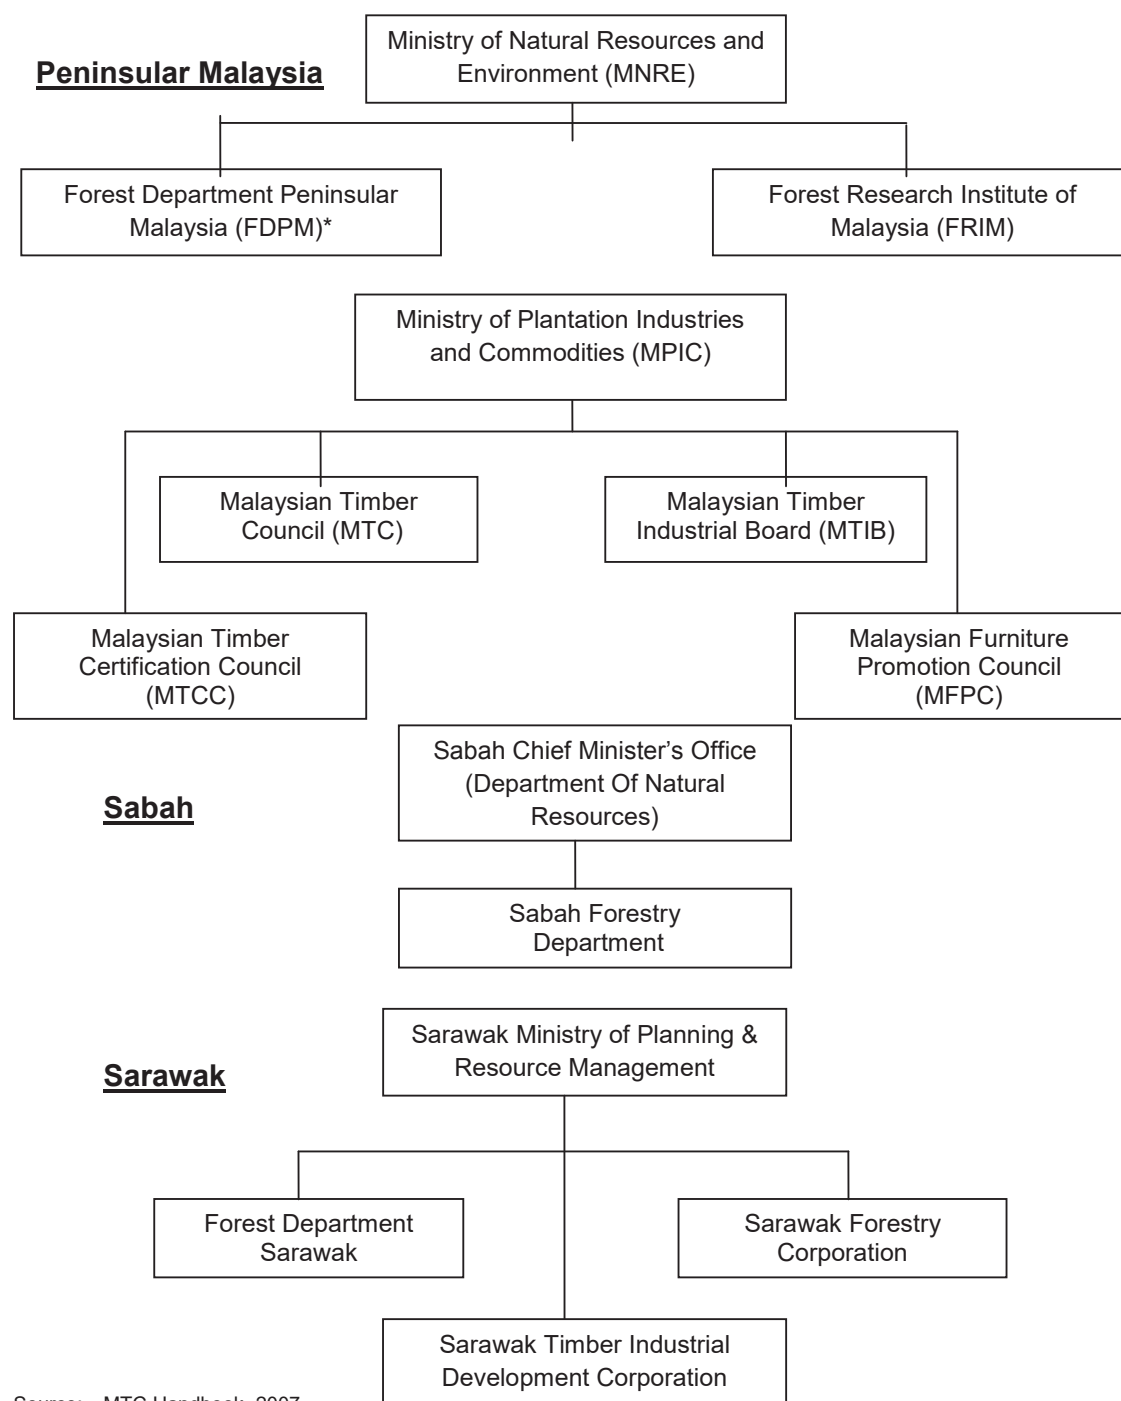 Ministry of Natural Resources and
Environment (MNRE)
Peninsular Malaysia
Forest Department Peninsular
Malaysia (FDPM)*
Forest Research Institute of
Malaysia (FRIM)
Ministry of Plantation Industries
and Commodities (MPIC)
Malaysian Timber
Council (MTC)
Malaysian Timber
Industrial Board (MTIB)
Malaysian Timber
Certification Council
(MTCC)
Malaysian Furniture
Promotion Council
(MFPC)
Sabah Chief Minister’s Office
(Department Of Natural
Resources)
Sabah
Sabah Forestry
Department
Sarawak Ministry of Planning &
Resource Management
Sarawak
Forest Department
Sarawak
Sarawak Forestry
Corporation
Sarawak Timber Industrial
Development Corporation
Source: MTC Handbook, 2007